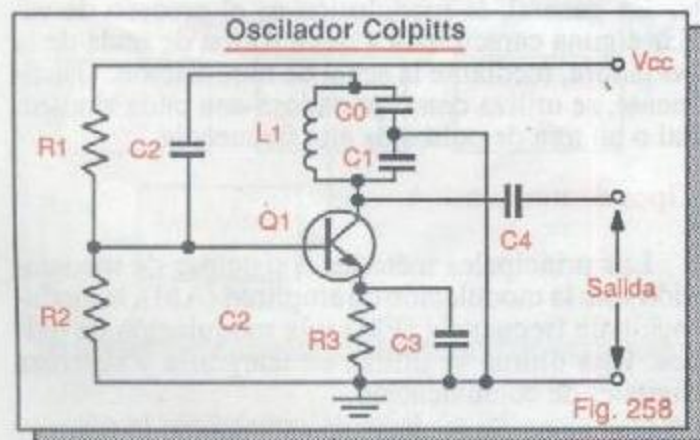 Oscilador Colpitts
Vcc
C0
R1
C2
L1
C1
Q1
C4
R2
C2
R3
C3
Salida
Fig. 258